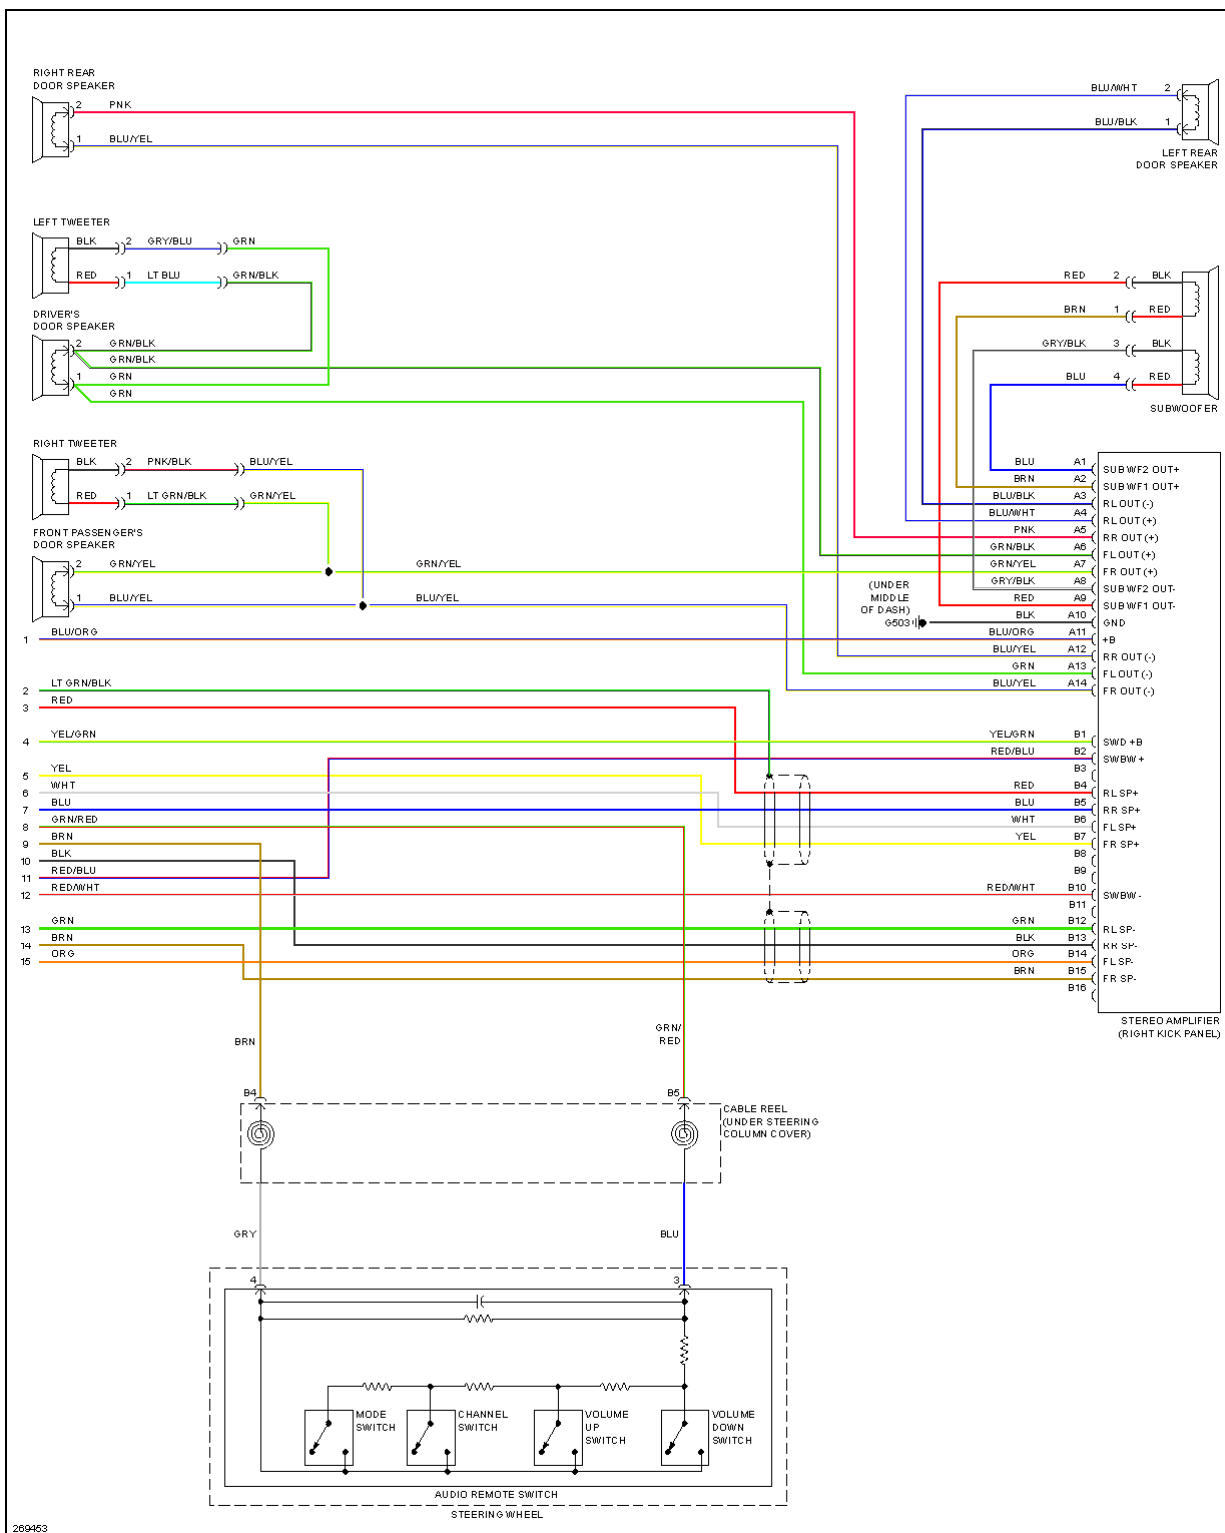 RIGHT REAR
DOOR SPEAKER
2 PNK
1 BLU/YEL
BLU/WHT 2
BLU/BLK 1
LEFT REAR
DOOR SPEAKER
LEFT TWEETER
BLK 2 GRY/BLU GRN
RED 1 LT BLU GRN/BLK
DRIVER'S
DOOR SPEAKER
2 GRN/BLK
GRN/BLK
1 GRN
GRN
RED 2 BLK
BRN 1 RED
GRY/BLK 3 BLK
BLU 4 RED
SUBWOOFER
RIGHT TWEETER
BLK 2 PNK/BLK BLU/YEL
RED 1 LT GRN/BLK GRN/YEL
FRONT PASSENGER'S
DOOR SPEAKER
2 GRN/YEL GRN/YEL
1 BLU/YEL BLU/YEL
BLU A1 SUBWF2 OUT+
BRN A2 SUBWF1 OUT+
BLU/BLK A3 RL OUT(-)
BLU/WHT A4 RL OUT(+)
PNK A5 RR OUT(+)
GRN/BLK A6 FL OUT(+)
GRN/YEL A7 FR OUT(+)
GRY/BLK A8 SUBWF2 OUT-
RED A9 SUBWF1 OUT-
BLK A10 GND
BLU/ORG A11 +B
BLU/YEL A12 RR OUT(-)
GRN A13 FL OUT(-)
BLU/YEL A14 FR OUT(-)
(UNDER
MIDDLE
OF DASH)
G503
1 BLU/ORG
2 LT GRN/BLK
3 RED
4 YEL/GRN
5 YEL
6 WHT
7 BLU
8 GRN/RED
9 BRN
10 BLK
11 RED/BLU
12 RED/WHT
13 GRN
14 BRN
15 ORG
YEL/GRN B1 SWD +B
RED/BLU B2 SWBW+
B3
RED B4 RL SP+
BLU B5 RR SP+
WHT B6 FL SP+
YEL B7 FR SP+
B8
B9
RED/WHT B10 SWBW-
B11
GRN B12 RL SP-
BLK B13 RR SP-
ORG B14 FL SP-
BRN B15 FR SP-
B16
STEREO AMPLIFIER
(RIGHT KICK PANEL)
BRN
GRN/
RED
B4
B5
CABLE REEL
(UNDER STEERING
COLUMN COVER)
GRY
BLU
4
3
MODE
SWITCH
CHANNEL
SWITCH
VOLUME
UP
SWITCH
VOLUME
DOWN
SWITCH
AUDIO REMOTE SWITCH
STEERING WHEEL
269453